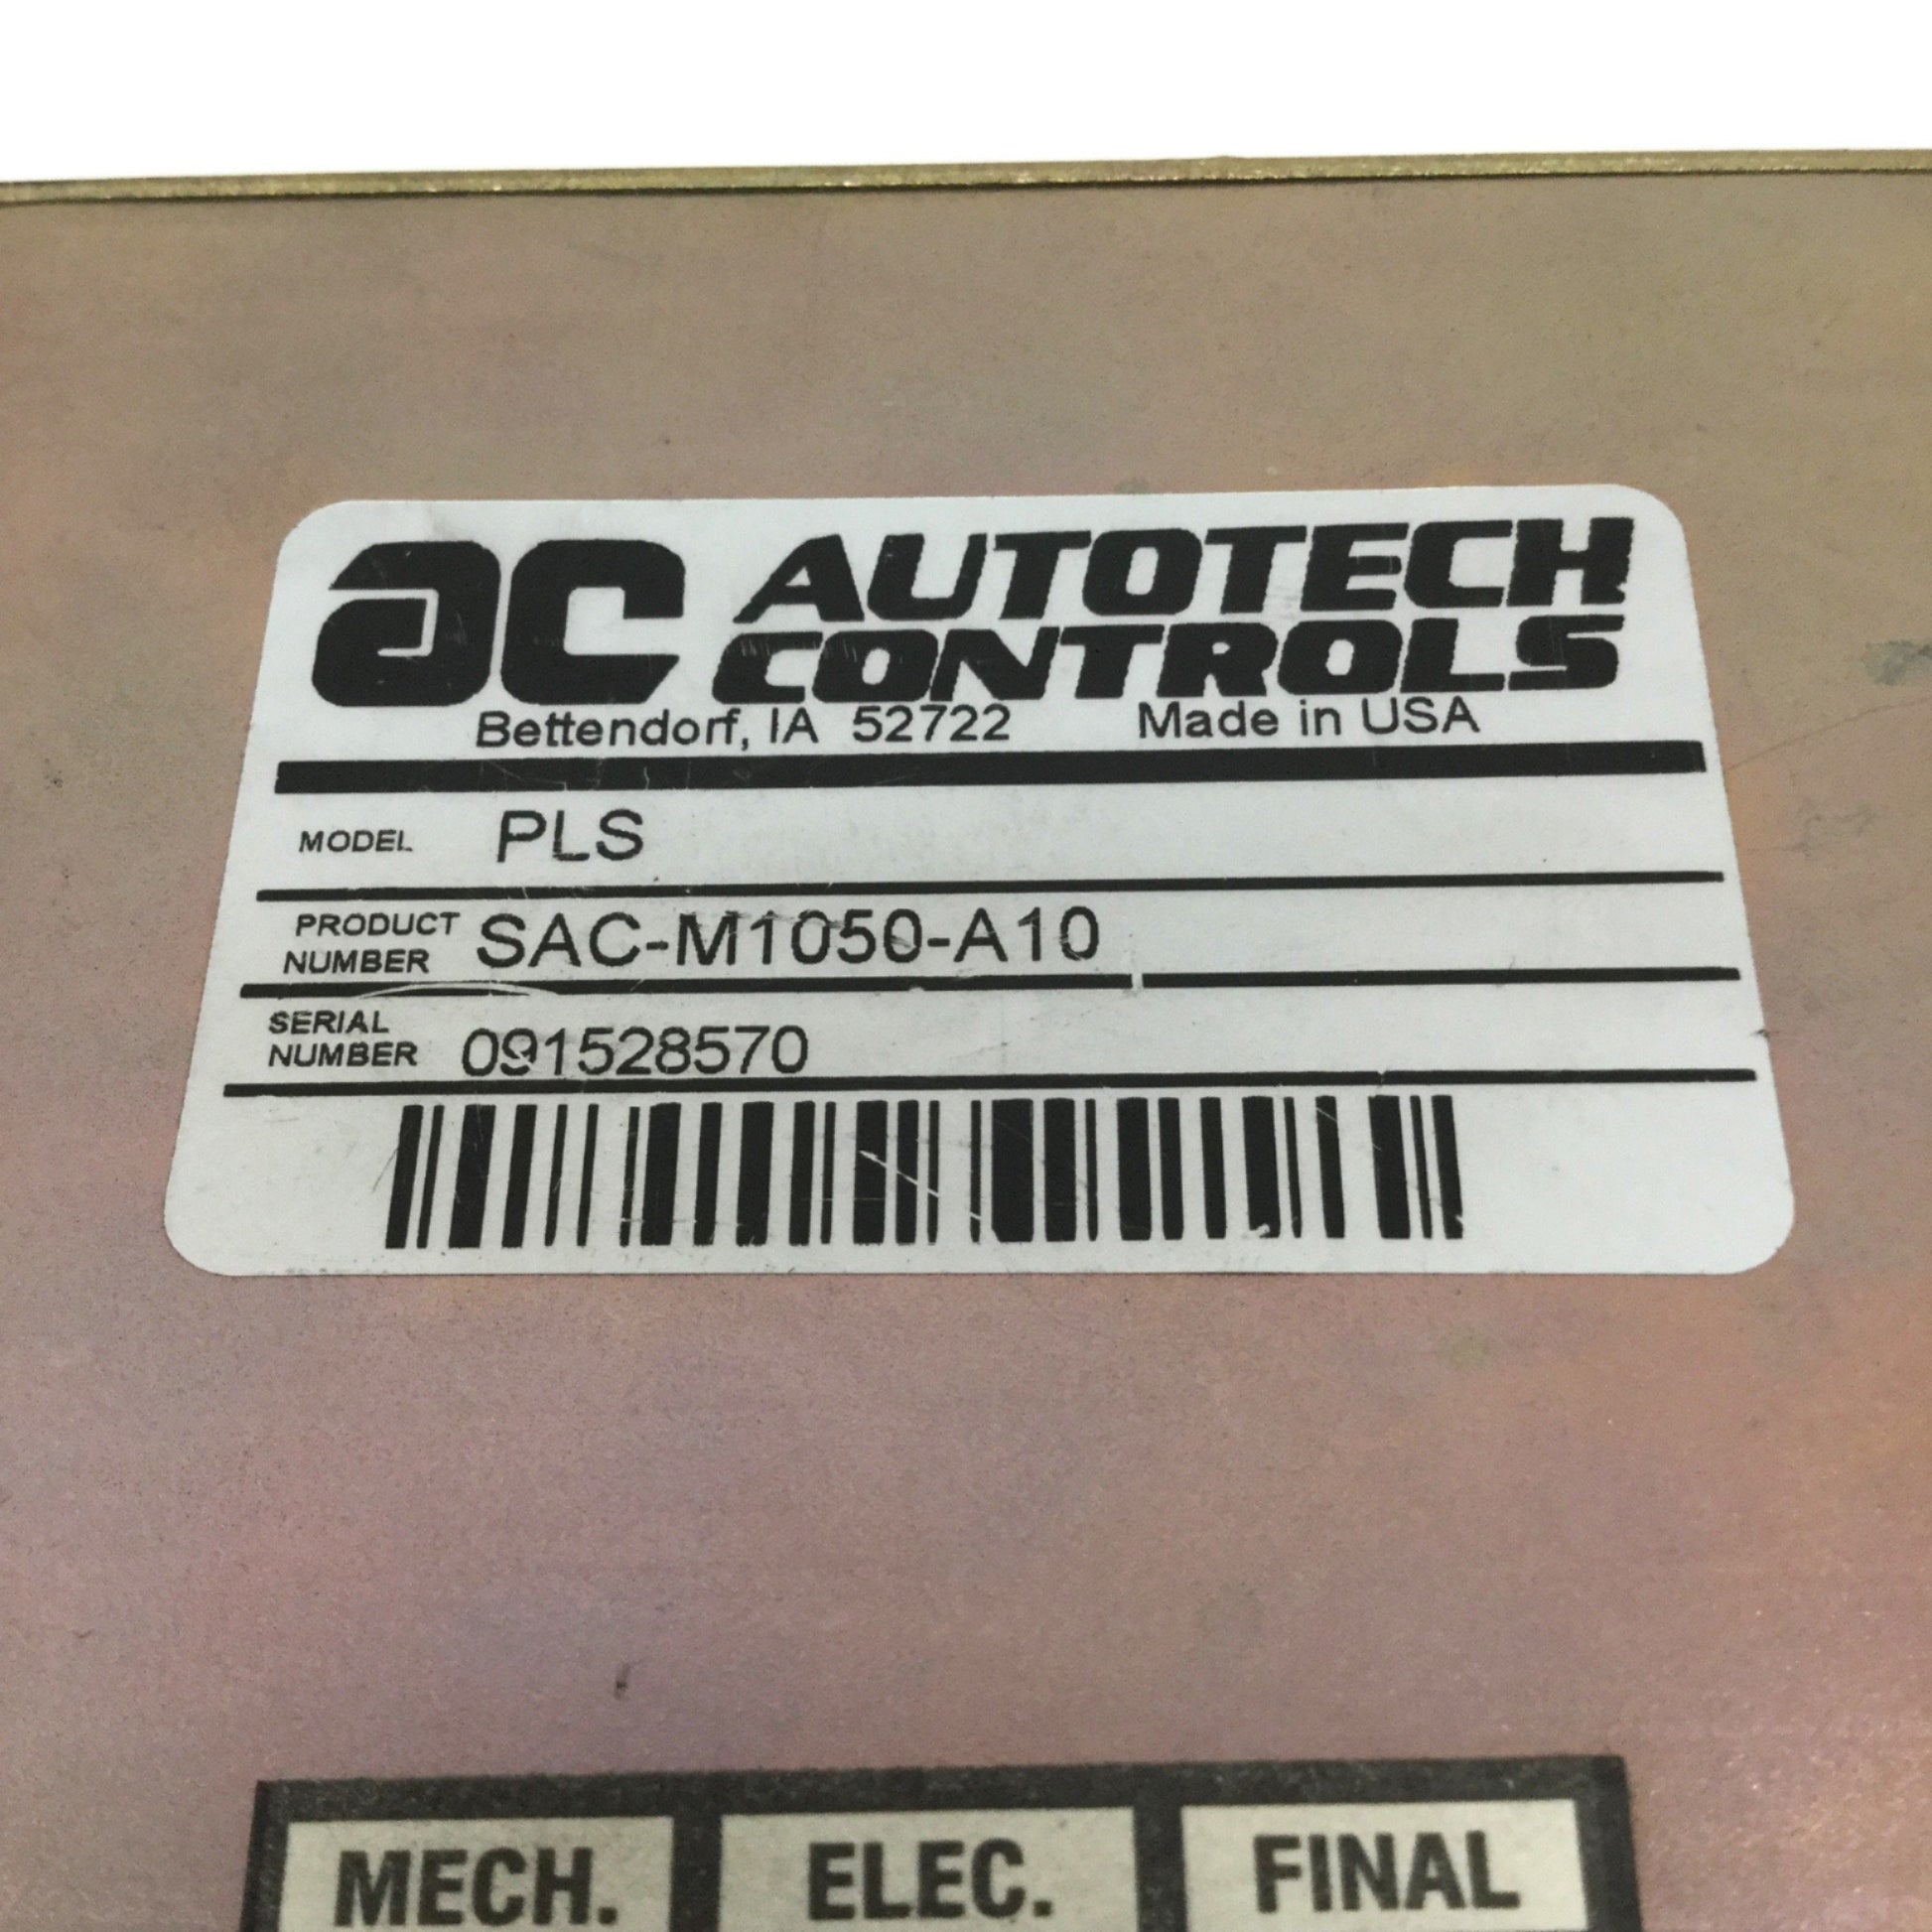 ac AUTOTECH
CONTROLS
Bettendorf, IA 52722 Made in USA
MODEL PLS
PRODUCT
NUMBER SAC-M1050-A10
SERIAL
NUMBER 091528570
MECH. ELEC. FINAL